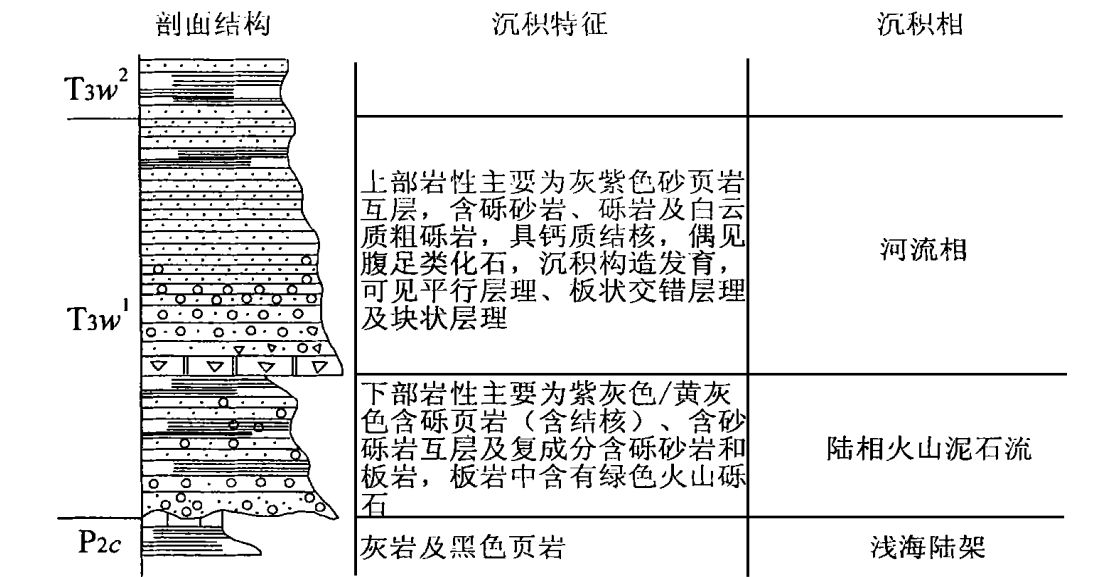 剖面结构 沉积特征 沉积相
T3w²
上部岩性主要为灰紫色砂页岩
互层，含砾砂岩、砾岩及白云
质粗砾岩，具钙质结核，偶见
腹足类化石，沉积构造发育，
可见平行层理、板状交错层理
及块状层理
河流相
T3w¹
下部岩性主要为紫灰色/黄灰
色含砾页岩（含结核）、含砂
砾岩互层及复成分含砾砂岩和
板岩，板岩中含有绿色火山砾
石
陆相火山泥石流
P2c
灰岩及黑色页岩
浅海陆架